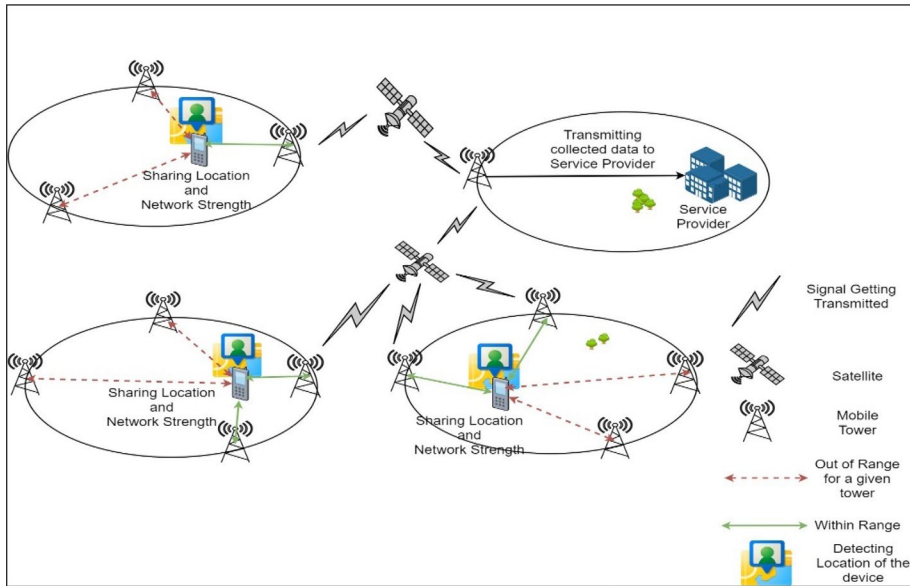 Sharing Location
and
Network Strength
Transmitting
collected data to
Service Provider
Service
Provider
Sharing Location
and
Network Strength
Sharing Location
and
Network Strength
Signal Getting
Transmitted
Satellite
Mobile
Tower
Out of Range
for a given
tower
Within Range
Detecting
Location of the
device